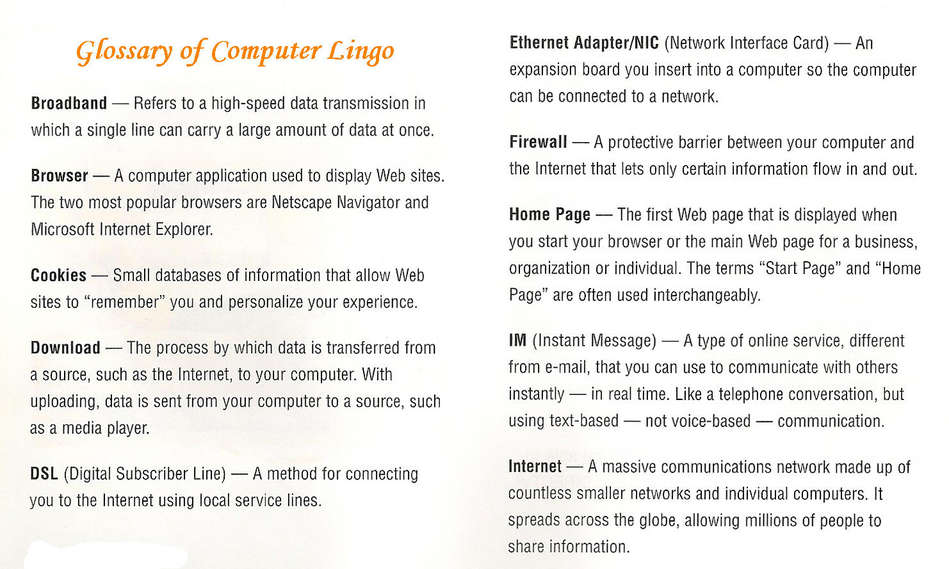 Glossary of Computer Lingo
Broadband — Refers to a high-speed data transmission in
which a single line can carry a large amount of data at once.
Browser — A computer application used to display Web sites.
The two most popular browsers are Netscape Navigator and
Microsoft Internet Explorer.
Cookies — Small databases of information that allow Web
sites to “remember” you and personalize your experience.
Download — The process by which data is transferred from
a source, such as the Internet, to your computer. With
uploading, data is sent from your computer to a source, such
as a media player.
DSL (Digital Subscriber Line) — A method for connecting
you to the Internet using local service lines.
Ethernet Adapter/NIC (Network Interface Card) — An
expansion board you insert into a computer so the computer
can be connected to a network.
Firewall — A protective barrier between your computer and
the Internet that lets only certain information flow in and out.
Home Page — The first Web page that is displayed when
you start your browser or the main Web page for a business,
organization or individual. The terms “Start Page” and “Home
Page” are often used interchangeably.
IM (Instant Message) — A type of online service, different
from e-mail, that you can use to communicate with others
instantly — in real time. Like a telephone conversation, but
using text-based — not voice-based — communication.
Internet — A massive communications network made up of
countless smaller networks and individual computers. It
spreads across the globe, allowing millions of people to
share information.